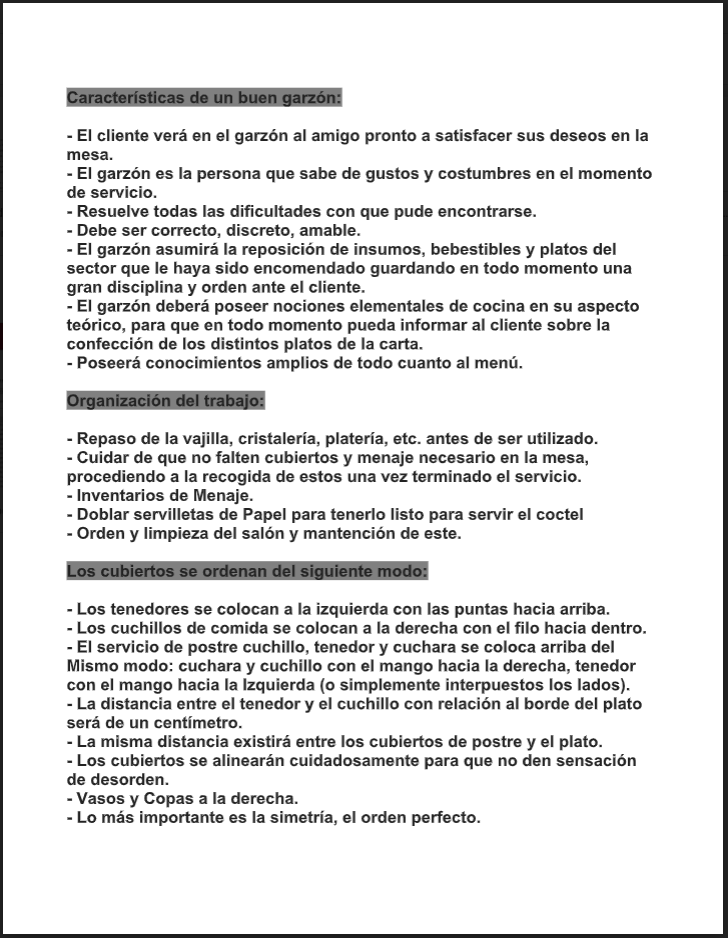 Características de un buen garzón:
- El cliente verá en el garzón al amigo pronto a satisfacer sus deseos en la
mesa.
- El garzón es la persona que sabe de gustos y costumbres en el momento
de servicio.
- Resuelve todas las dificultades con que pude encontrarse.
- Debe ser correcto, discreto, amable.
- El garzón asumirá la reposición de insumos, bebestibles y platos del
sector que le haya sido encomendado guardando en todo momento una
gran disciplina y orden ante el cliente.
- El garzón deberá poseer nociones elementales de cocina en su aspecto
teórico, para que en todo momento pueda informar al cliente sobre la
confección de los distintos platos de la carta.
- Poseerá conocimientos amplios de todo cuanto al menú.
Organización del trabajo:
- Repaso de la vajilla, cristalería, platería, etc. antes de ser utilizado.
- Cuidar de que no falten cubiertos y menaje necesario en la mesa,
procediendo a la recogida de estos una vez terminado el servicio.
- Inventarios de Menaje.
- Doblar servilletas de Papel para tenerlo listo para servir el coctel
- Orden y limpieza del salón y mantención de este.
Los cubiertos se ordenan del siguiente modo:
- Los tenedores se colocan a la izquierda con las puntas hacia arriba.
- Los cuchillos de comida se colocan a la derecha con el filo hacia dentro.
- El servicio de postre cuchillo, tenedor y cuchara se coloca arriba del
Mismo modo: cuchara y cuchillo con el mango hacia la derecha, tenedor
con el mango hacia la Izquierda (o simplemente interpuestos los lados).
- La distancia entre el tenedor y el cuchillo con relación al borde del plato
será de un centímetro.
- La misma distancia existirá entre los cubiertos de postre y el plato.
- Los cubiertos se alinearán cuidadosamente para que no den sensación
de desorden.
- Vasos y Copas a la derecha.
- Lo más importante es la simetría, el orden perfecto.